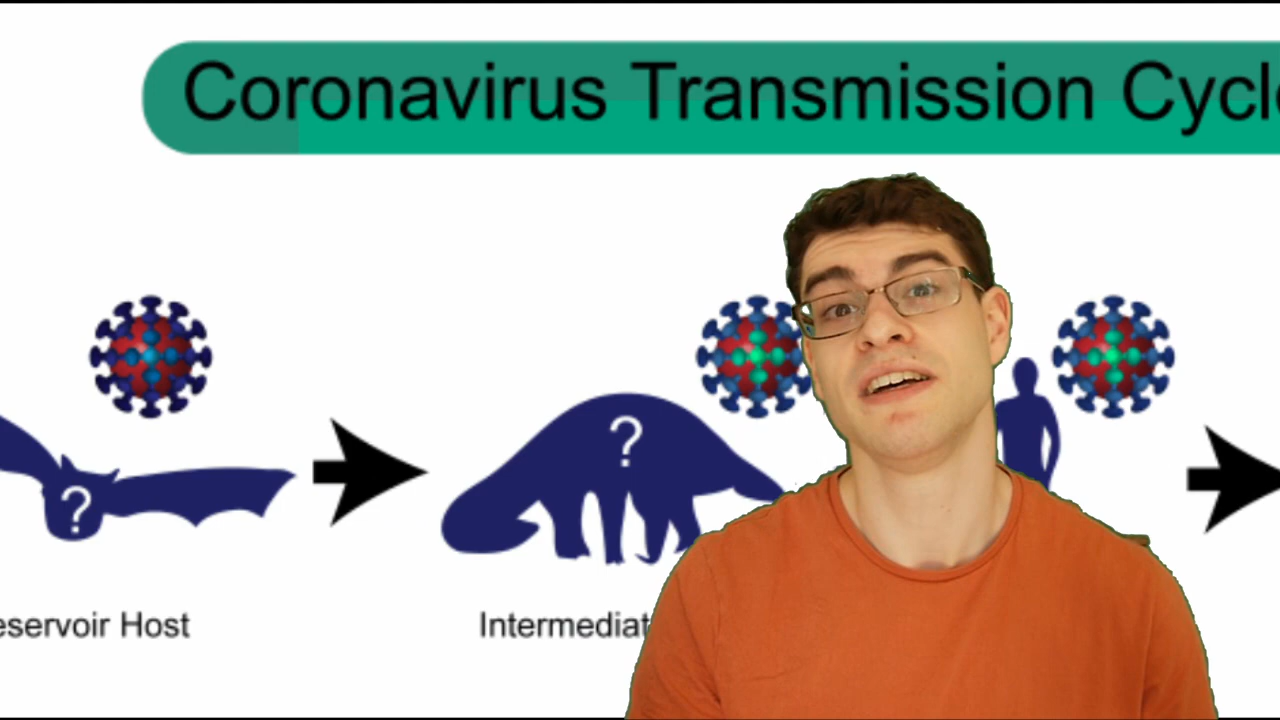 Coronavirus Transmission Cycl
?
?
eservoir Host
Intermediat